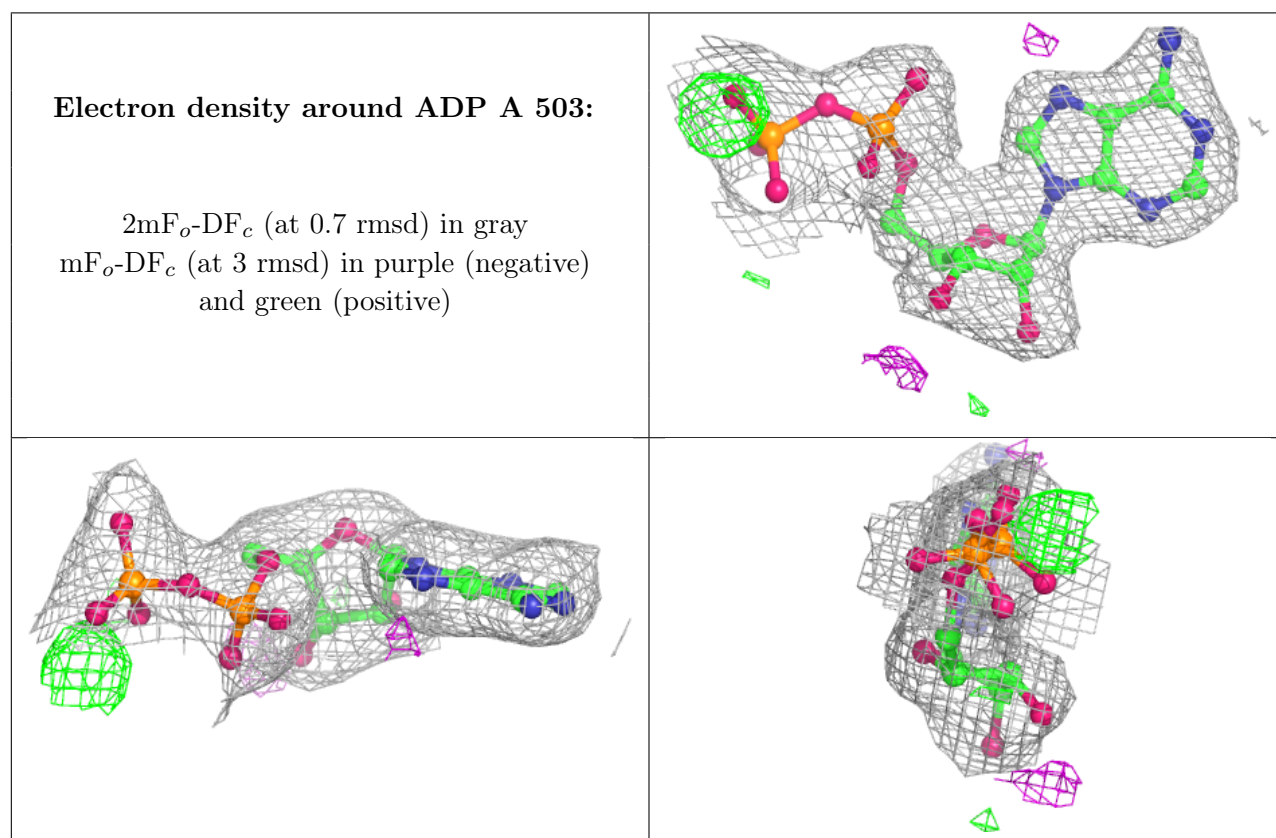 Electron density around ADP A 503:
2mFₒ-DF𝒸 (at 0.7 rmsd) in gray
mFₒ-DF𝒸 (at 3 rmsd) in purple (negative)
and green (positive)